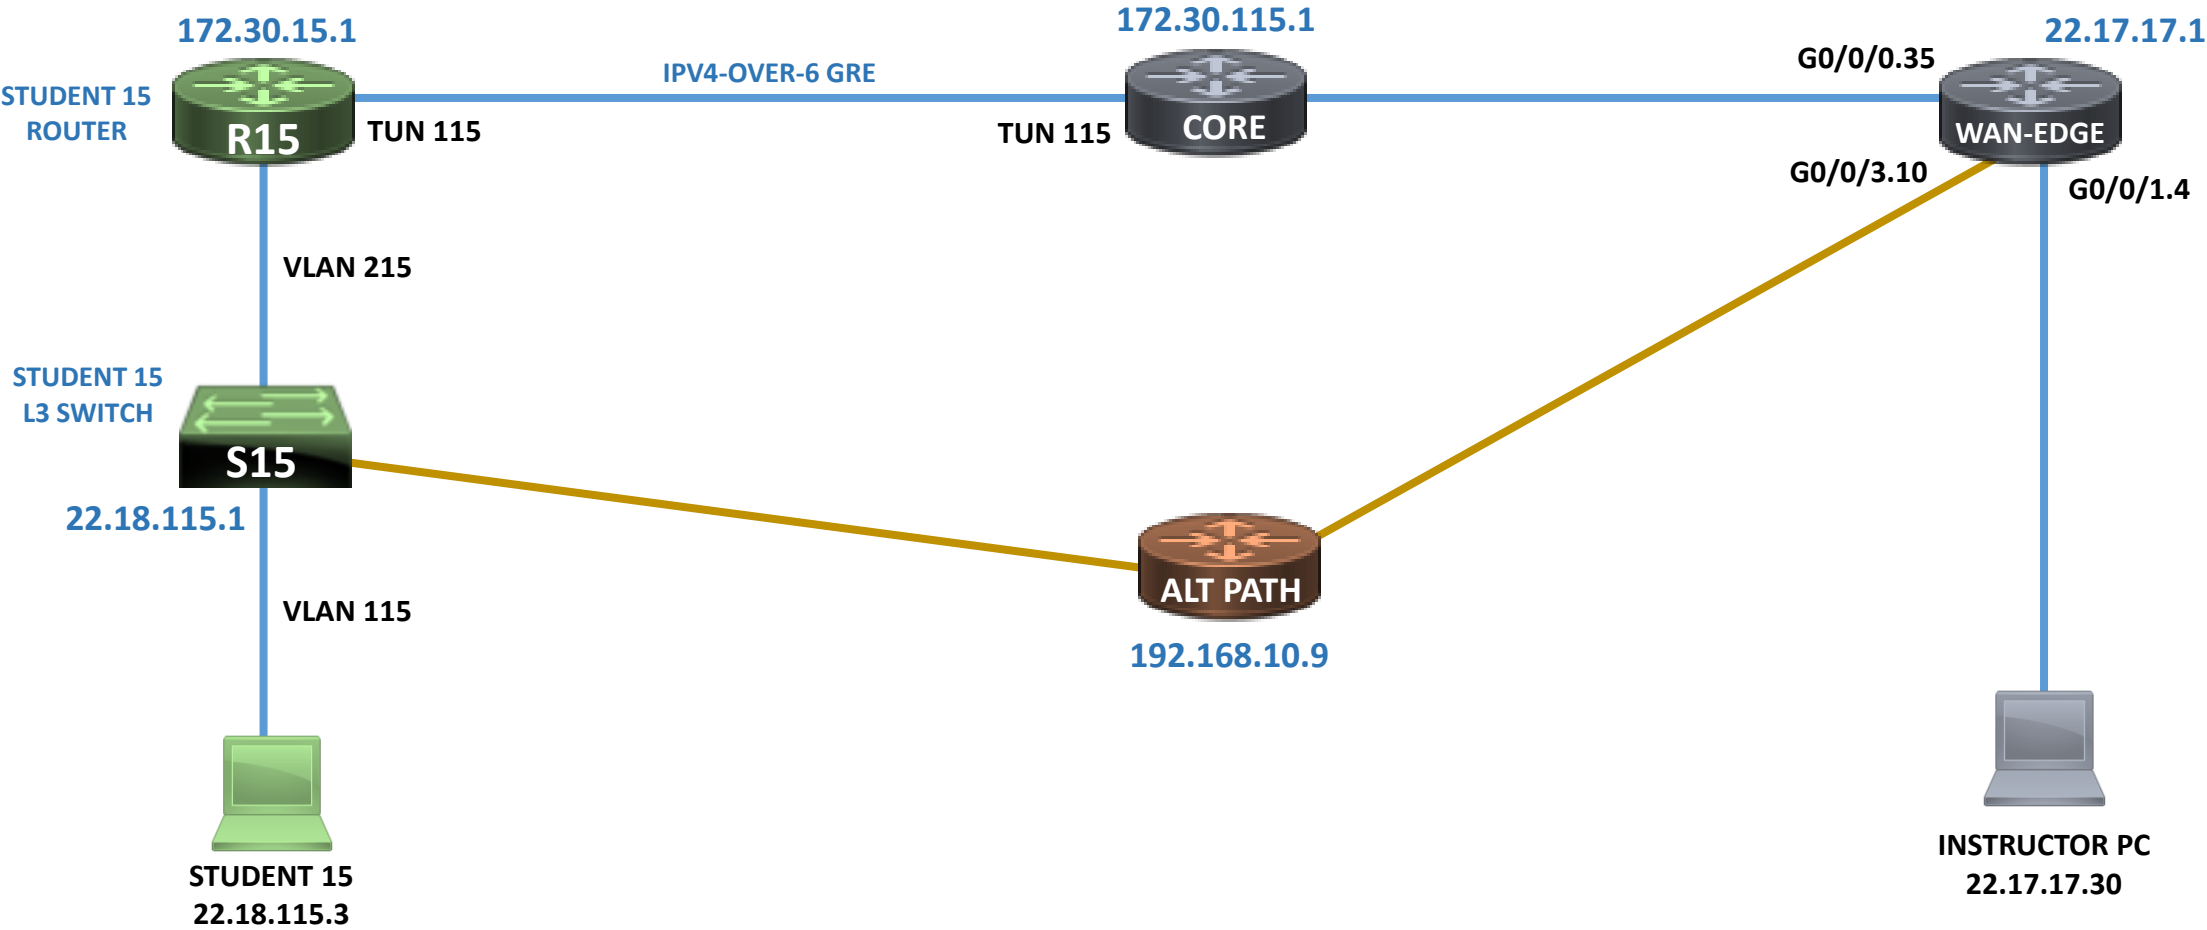 172.30.15.1
172.30.115.1
22.17.17.1
STUDENT 15
ROUTER
R15
TUN 115
IPV4-OVER-6 GRE
TUN 115
CORE
G0/0/0.35
WAN-EDGE
G0/0/3.10
G0/0/1.4
VLAN 215
STUDENT 15
L3 SWITCH
S15
22.18.115.1
VLAN 115
ALT PATH
192.168.10.9
STUDENT 15
22.18.115.3
INSTRUCTOR PC
22.17.17.30